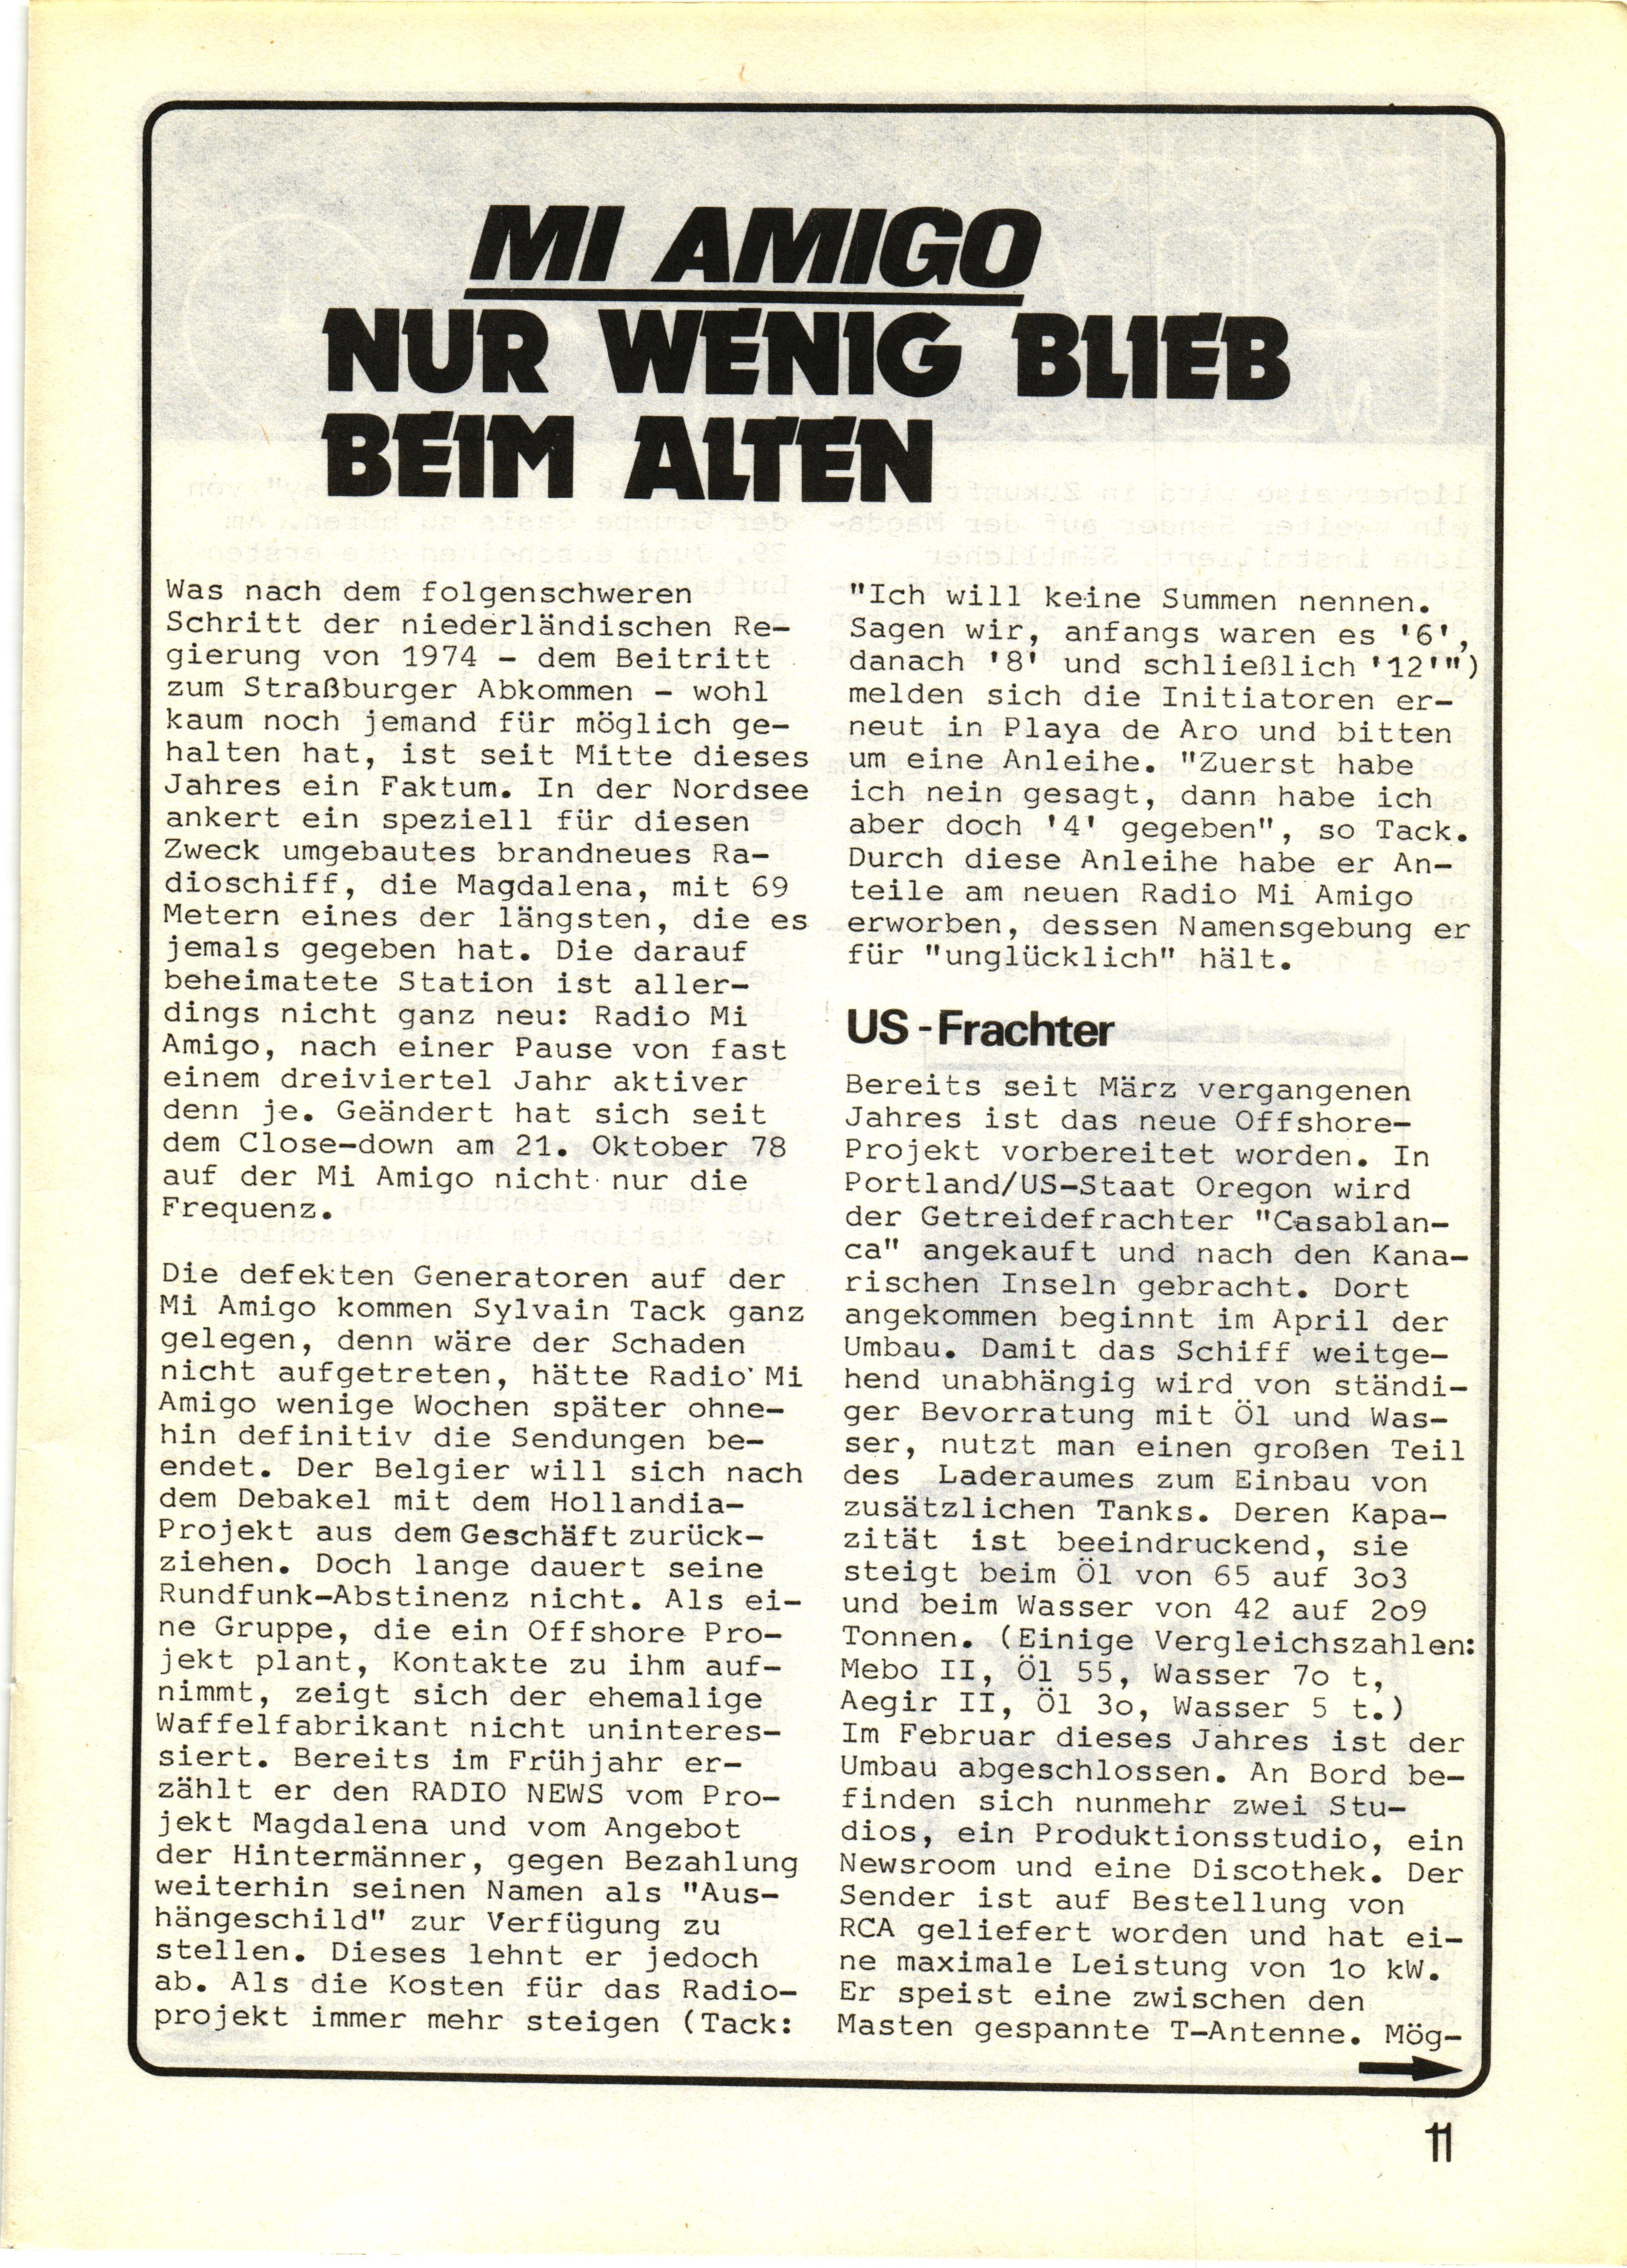 MI AMIGO
NUR WENIG BLIEB
BEIM ALTEN
Was nach dem folgenschweren
Schritt der niederländischen Re-
gierung von 1974 - dem Beitritt
zum Straßburger Abkommen - wohl
kaum noch jemand für möglich ge-
halten hat, ist seit Mitte dieses
Jahres ein Faktum. In der Nordsee
ankert ein speziell für diesen
Zweck umgebautes brandneues Ra-
dioschiff, die Magdalena, mit 69
Metern eines der längsten, die es
jemals gegeben hat. Die darauf
beheimatete Station ist aller-
dings nicht ganz neu: Radio Mi
Amigo, nach einer Pause von fast
einem dreiviertel Jahr aktiver
denn je. Geändert hat sich seit
dem Close-down am 21. Oktober 78
auf der Mi Amigo nicht nur die
Frequenz.
Die defekten Generatoren auf der
Mi Amigo kommen Sylvain Tack ganz
gelegen, denn wäre der Schaden
nicht aufgetreten, hätte Radio Mi
Amigo wenige Wochen später ohne-
hin definitiv die Sendungen be-
endet. Der Belgier will sich nach
dem Debakel mit dem Hollandia-
Projekt aus dem Geschäft zurück-
ziehen. Doch lange dauert seine
Rundfunk-Abstinenz nicht. Als ei-
ne Gruppe, die ein Offshore Pro-
jekt plant, Kontakte zu ihm auf-
nimmt, zeigt sich der ehemalige
Waffelfabrikant nicht uninteres-
siert. Bereits im Frühjahr er-
zählt er den RADIO NEWS vom Pro-
jekt Magdalena und vom Angebot
der Hintermänner, gegen Bezahlung
weiterhin seinen Namen als "Aus-
hängeschild" zur Verfügung zu
stellen. Dieses lehnt er jedoch
ab. Als die Kosten für das Radio-
projekt immer mehr steigen (Tack:
"Ich will keine Summen nennen.
Sagen wir, anfangs waren es '6',
danach '8' und schließlich '12'")
melden sich die Initiatoren er-
neut in Playa de Aro und bitten
um eine Anleihe. "Zuerst habe
ich nein gesagt, dann habe ich
aber doch '4' gegeben", so Tack.
Durch diese Anleihe habe er An-
teile am neuen Radio Mi Amigo
erworben, dessen Namensgebung er
für "unglücklich" hält.
US-Frachter
Bereits seit März vergangenen
Jahres ist das neue Offshore-
Projekt vorbereitet worden. In
Portland/US-Staat Oregon wird
der Getreidefrachter "Casablan-
ca" angekauft und nach den Kana-
rischen Inseln gebracht. Dort
angekommen beginnt im April der
Umbau. Damit das Schiff weitge-
hend unabhängig wird von ständi-
ger Bevorratung mit Öl und Was-
ser, nutzt man einen großen Teil
des Laderaumes zum Einbau von
zusätzlichen Tanks. Deren Kapa-
zität ist beeindruckend, sie
steigt beim Öl von 65 auf 3o3
und beim Wasser von 42 auf 2o9
Tonnen. (Einige Vergleichszahlen:
Mebo II, Öl 55, Wasser 7o t,
Aegir II, Öl 3o, Wasser 5 t.)
Im Februar dieses Jahres ist der
Umbau abgeschlossen. An Bord be-
finden sich nunmehr zwei Stu-
dios, ein Produktionsstudio, ein
Newsroom und eine Discothek. Der
Sender ist auf Bestellung von
RCA geliefert worden und hat ei-
ne maximale Leistung von 1o kW.
Er speist eine zwischen den
Masten gespannte T-Antenne. Mög-
11